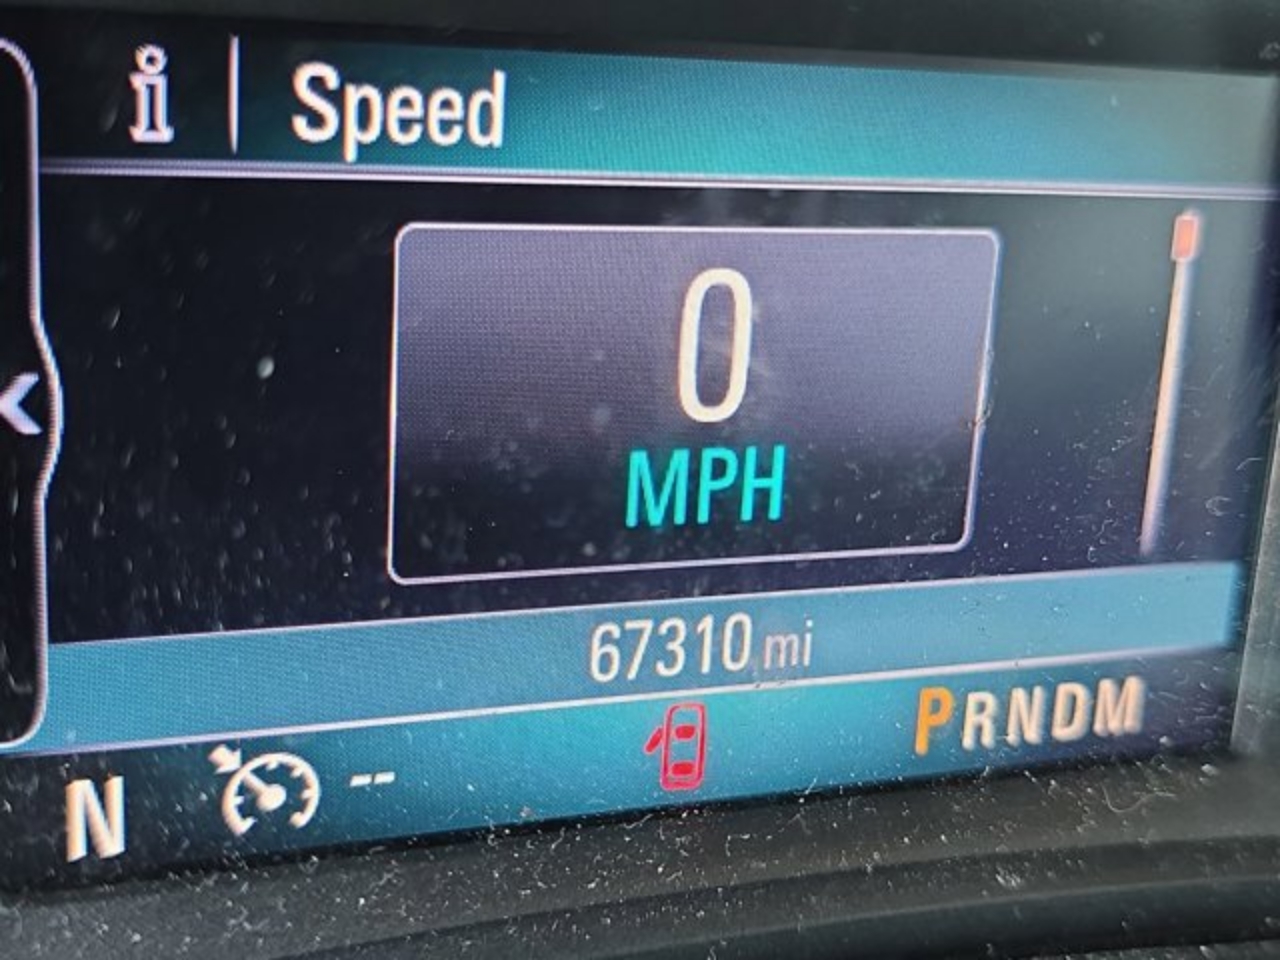 i | Speed
0
MPH
67310 mi
PRNDM
N --